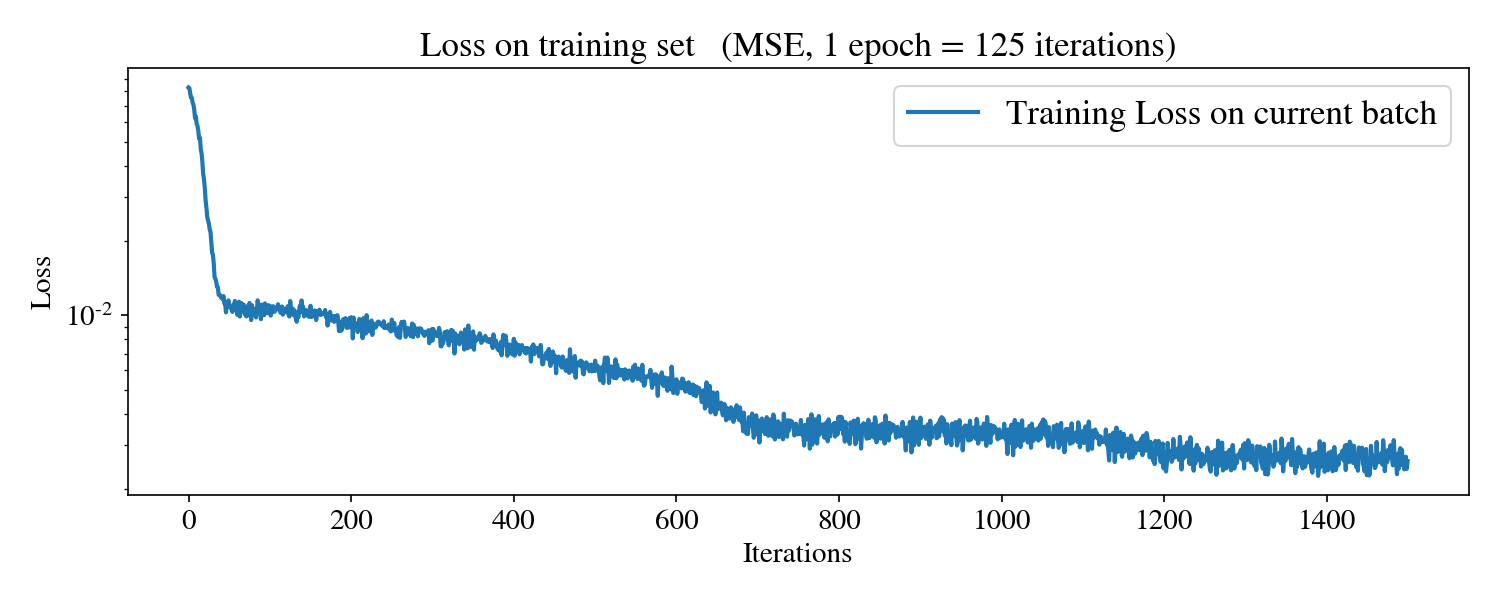 Loss on training set (MSE, 1 epoch = 125 iterations)
Training Loss on current batch
Loss
10⁻²
0 200 400 600 800 1000 1200 1400
Iterations